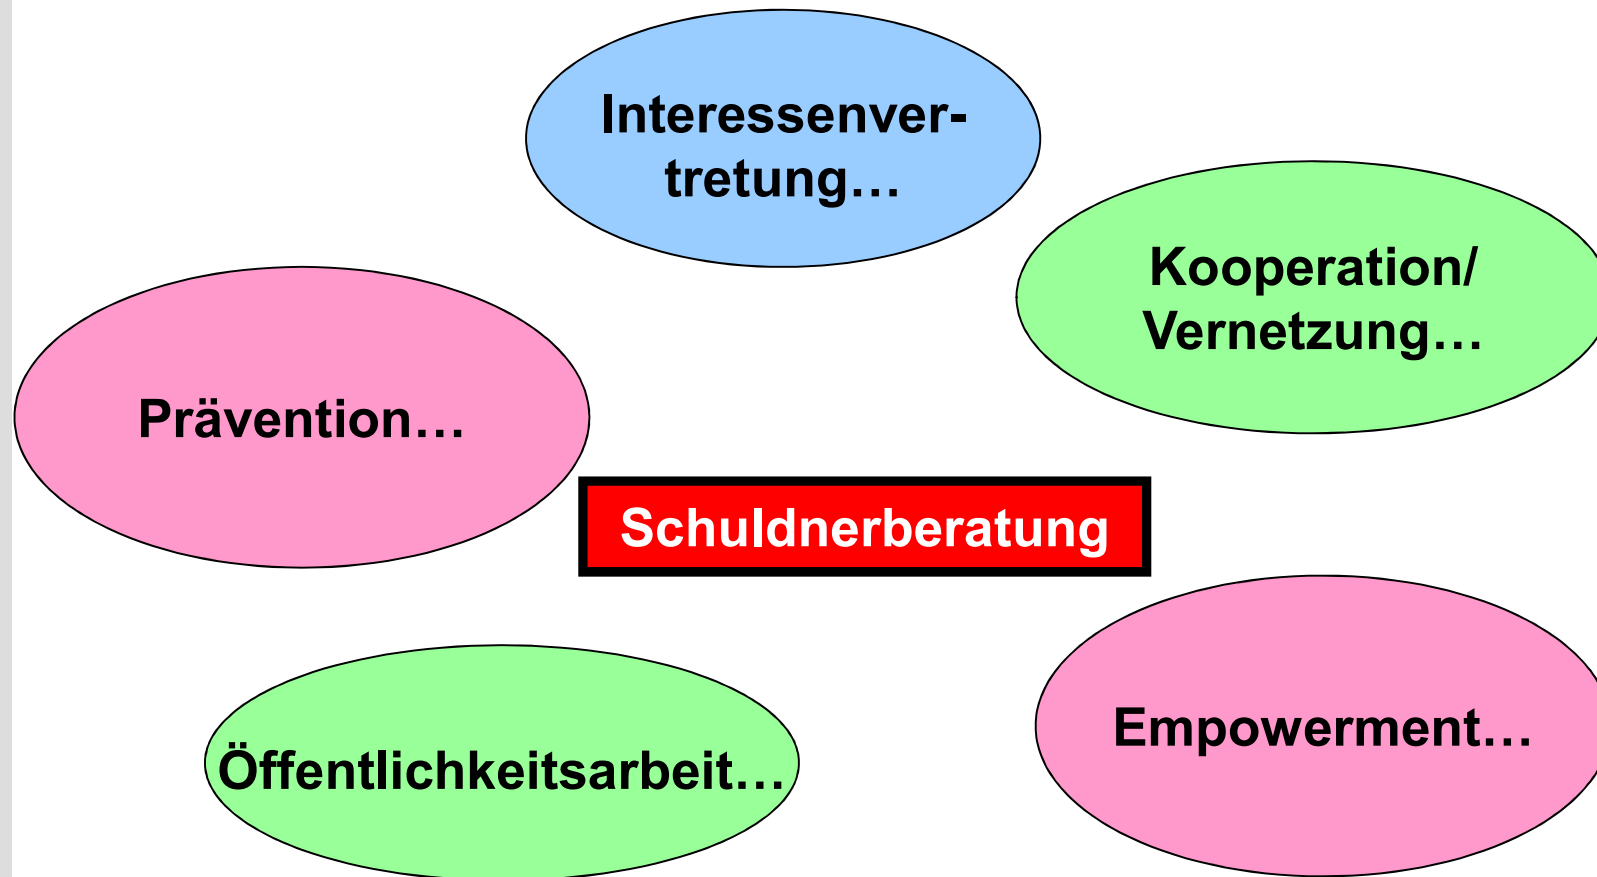 Interessenver-
tretung…
Kooperation/
Vernetzung…
Prävention…
Schuldnerberatung
Empowerment…
Öffentlichkeitsarbeit…